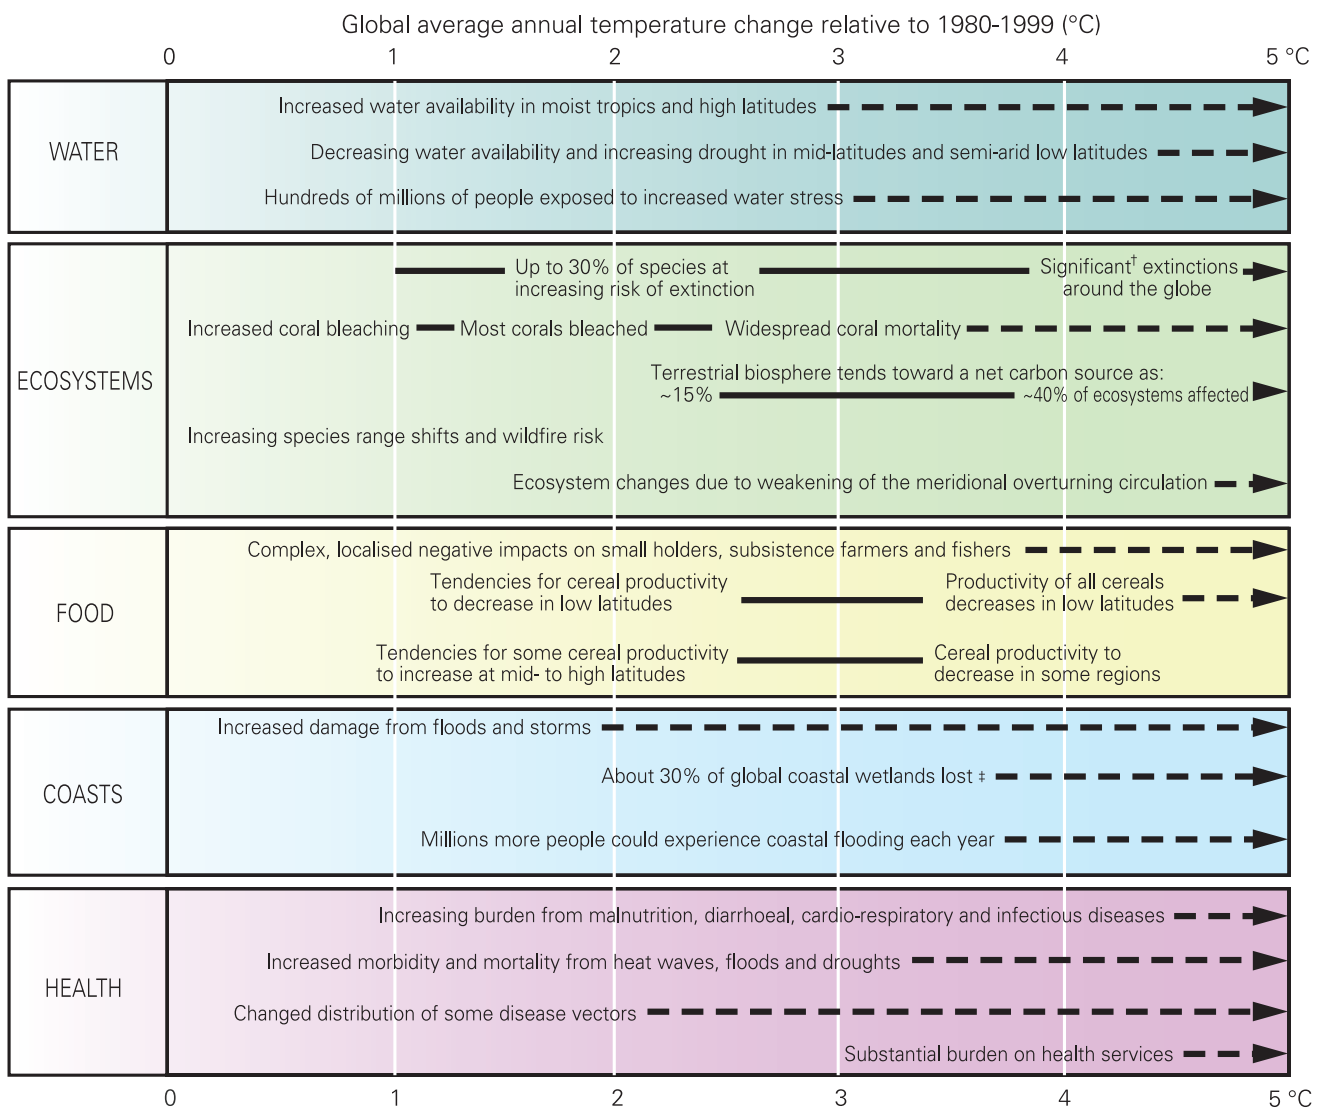 Global average annual temperature change relative to 1980-1999 (°C)
0 1 2 3 4 5 °C
WATER
Increased water availability in moist tropics and high latitudes
Decreasing water availability and increasing drought in mid-latitudes and semi-arid low latitudes
Hundreds of millions of people exposed to increased water stress
ECOSYSTEMS
Up to 30% of species at
increasing risk of extinction
Significant† extinctions
around the globe
Increased coral bleaching Most corals bleached Widespread coral mortality
Terrestrial biosphere tends toward a net carbon source as:
~15% ~40% of ecosystems affected
Increasing species range shifts and wildfire risk
Ecosystem changes due to weakening of the meridional overturning circulation
FOOD
Complex, localised negative impacts on small holders, subsistence farmers and fishers
Tendencies for cereal productivity
to decrease in low latitudes
Productivity of all cereals
decreases in low latitudes
Tendencies for some cereal productivity
to increase at mid- to high latitudes
Cereal productivity to
decrease in some regions
COASTS
Increased damage from floods and storms
About 30% of global coastal wetlands lost ‡
Millions more people could experience coastal flooding each year
HEALTH
Increasing burden from malnutrition, diarrhoeal, cardio-respiratory and infectious diseases
Increased morbidity and mortality from heat waves, floods and droughts
Changed distribution of some disease vectors
Substantial burden on health services
0 1 2 3 4 5 °C